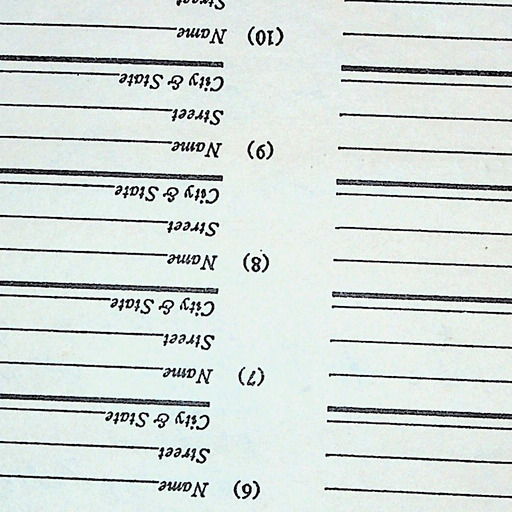 (6) Name
Street
City & State
(7) Name
Street
City & State
(8) Name
Street
City & State
(9) Name
Street
City & State
(10) Name
Street